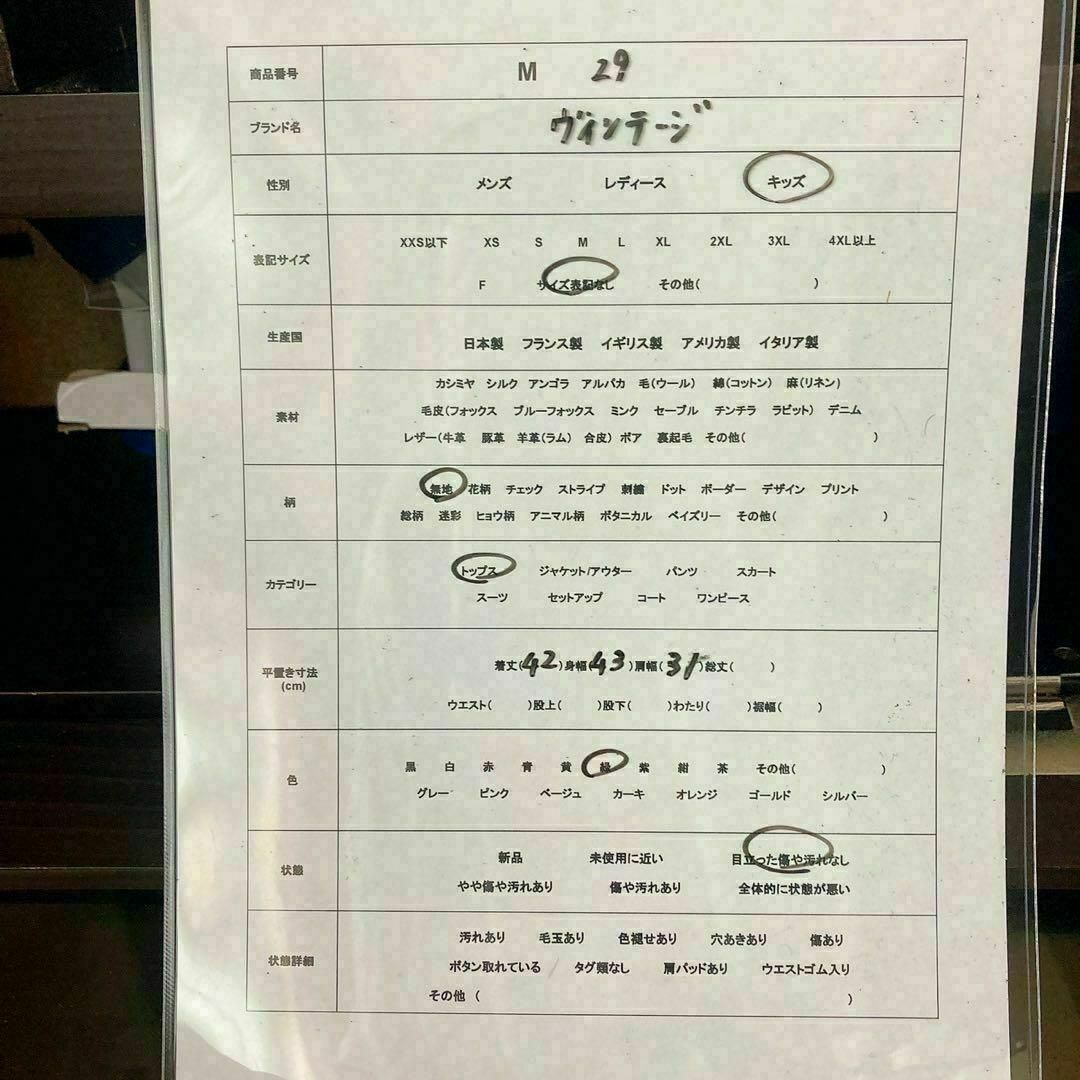 商品番号 M 29
ブランド名 ヴィンテージ
性別 メンズ レディース キッズ
表記サイズ
XXS以下 XS S M L XL 2XL 3XL 4XL以上
F サイズ表記なし その他( )
生産国 日本製 フランス製 イギリス製 アメリカ製 イタリア製
素材
カシミヤ シルク アンゴラ アルパカ 毛(ウール) 綿(コットン) 麻(リネン)
毛皮(フォックス ブルーフォックス ミンク セーブル チンチラ ラビット) デニム
レザー(牛革 豚革 羊革(ラム) 合皮) ボア 裏起毛 その他( )
柄
無地 花柄 チェック ストライプ 刺繍 ドット ボーダー デザイン プリント
総柄 迷彩 ヒョウ柄 アニマル柄 ボタニカル ペイズリー その他( )
カテゴリー
トップス ジャケット/アウター パンツ スカート
スーツ セットアップ コート ワンピース
平置き寸法
(cm)
着丈(42)身幅(43)肩幅(31)総丈( )
ウエスト( )股上( )股下( )わたり( )裾幅( )
色
黒 白 赤 青 黄 緑 紫 紺 茶 その他( )
グレー ピンク ベージュ カーキ オレンジ ゴールド シルバー
状態
新品 未使用に近い 目立った傷や汚れなし
やや傷や汚れあり 傷や汚れあり 全体的に状態が悪い
状態詳細
汚れあり 毛玉あり 色褪せあり 穴あきあり 傷あり
ボタン取れている タグ類なし 肩パッドあり ウエストゴム入り
その他 ( )